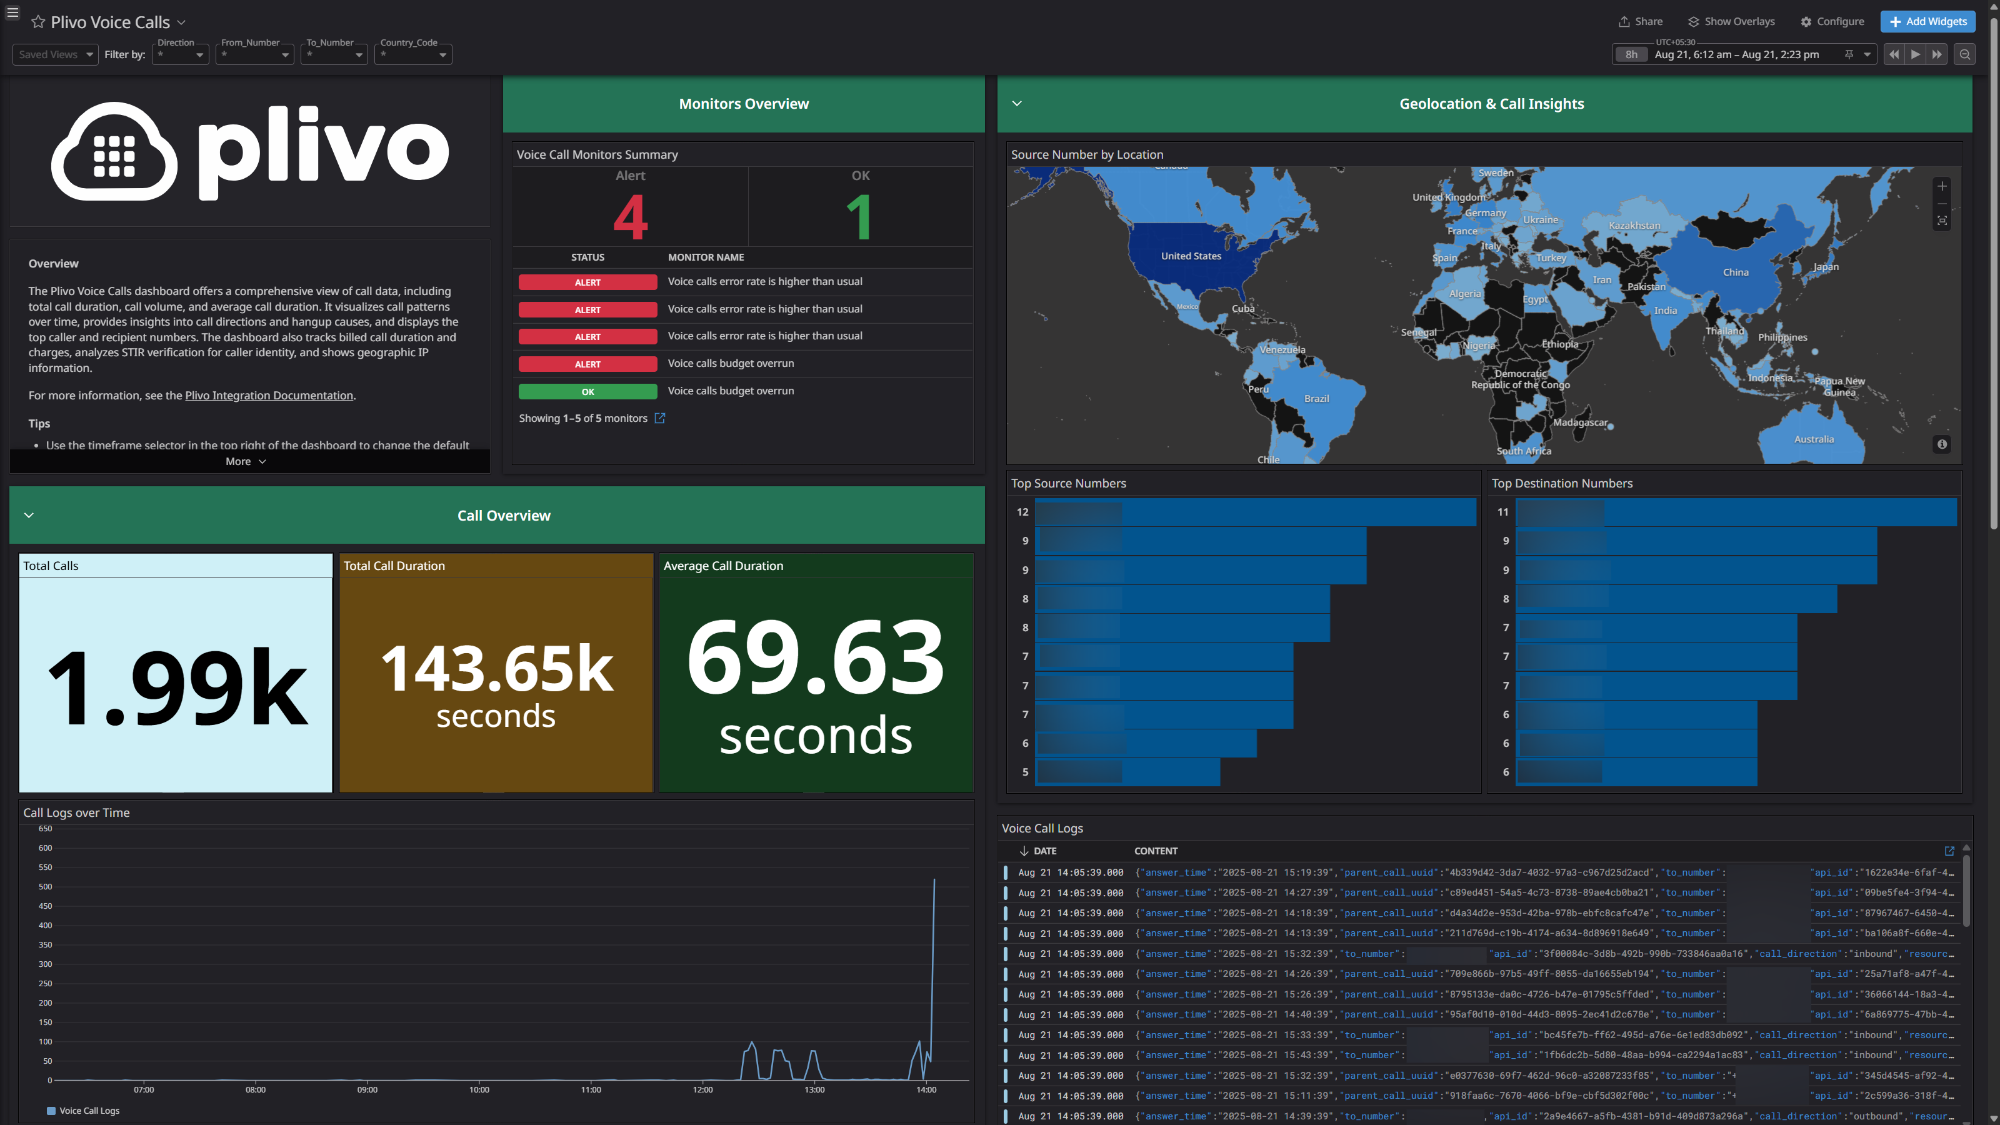 Plivo Voice Calls
Share
Show Overlays
Configure
Add Widgets
Saved Views
Filter by:
Direction
*
From_Number
*
To_Number
*
Country_Code
*
UTC+05:30
8h
Aug 21, 6:12 am – Aug 21, 2:23 pm
plivo
Overview
The Plivo Voice Calls dashboard offers a comprehensive view of call data, including
total call duration, call volume, and average call duration. It visualizes call patterns
over time, provides insights into call directions and hangup causes, and displays the
top caller and recipient numbers. The dashboard also tracks billed call duration and
charges, analyzes STIR verification for caller identity, and shows geographic IP
information.
For more information, see the Plivo Integration Documentation.
Tips
• Use the timeframe selector in the top right of the dashboard to change the default
More
Monitors Overview
Voice Call Monitors Summary
Alert
4
OK
1
STATUS MONITOR NAME
ALERT Voice calls error rate is higher than usual
ALERT Voice calls error rate is higher than usual
ALERT Voice calls error rate is higher than usual
ALERT Voice calls budget overrun
OK Voice calls budget overrun
Showing 1–5 of 5 monitors
Geolocation & Call Insights
Source Number by Location
Canada
Sweden
United Kingdom
Germany
Ukraine
Kazakhstan
France
Italy
United States
Spain
Turkey
China
Japan
Iran
Pakistan
Algeria
Egypt
Mexico
Cuba
India
Senegal
Thailand
Philippines
Nigeria
Ethiopia
Venezuela
Democratic
Republic of the Congo
Indonesia
Papua New
Guinea
Peru
Brazil
Madagascar
Australia
South Africa
Chile
Top Source Numbers
12
9
9
8
8
7
7
7
6
5
Top Destination Numbers
11
9
9
8
7
7
7
6
6
6
Call Overview
Total Calls
1.99k
Total Call Duration
143.65k
seconds
Average Call Duration
69.63
seconds
Call Logs over Time
650
600
550
500
450
400
350
300
250
200
150
100
50
0
07:00 08:00 09:00 10:00 11:00 12:00 13:00 14:00
Voice Call Logs
Voice Call Logs
DATE CONTENT
Aug 21 14:05:39.000 {"answer_time":"2025-08-21 15:19:39","parent_call_uuid":"4b339d42-3da7-4032-97a3-c967d25d2acd","to_number": "api_id":"1622e34e-6faf-4…
Aug 21 14:05:39.000 {"answer_time":"2025-08-21 14:27:39","parent_call_uuid":"c89ed451-54a5-4c73-8738-89ae4cb0ba21","to_number": "api_id":"09be5fe4-3f94-4…
Aug 21 14:05:39.000 {"answer_time":"2025-08-21 14:18:39","parent_call_uuid":"d4a34d2e-953d-42ba-978b-ebfc8cafc47e","to_number": "api_id":"87967467-6450-4…
Aug 21 14:05:39.000 {"answer_time":"2025-08-21 14:13:39","parent_call_uuid":"211d769d-c19b-4174-a634-8d896918e649","to_number": "api_id":"ba106a8f-660e-4…
Aug 21 14:05:39.000 {"answer_time":"2025-08-21 15:32:39","to_number": "api_id":"3f00084c-3d8b-492b-990b-733846aa0a16","call_direction":"inbound","resourc…
Aug 21 14:05:39.000 {"answer_time":"2025-08-21 14:26:39","parent_call_uuid":"709e866b-97b5-49ff-8055-da16655eb194","to_number": "api_id":"25a71af8-a47f-4…
Aug 21 14:05:39.000 {"answer_time":"2025-08-21 15:26:39","parent_call_uuid":"8795133e-da0c-4726-b47e-01795c5ffded","to_number": "api_id":"36066144-18a3-4…
Aug 21 14:05:39.000 {"answer_time":"2025-08-21 14:40:39","parent_call_uuid":"95af0d10-010d-44d3-8095-2ec41d2c678e","to_number": "api_id":"6a869775-47bb-4…
Aug 21 14:05:39.000 {"answer_time":"2025-08-21 15:33:39","to_number": "api_id":"bc45fe7b-ff62-495d-a76e-6e1ed83db092","call_direction":"inbound","resourc…
Aug 21 14:05:39.000 {"answer_time":"2025-08-21 15:43:39","to_number": "api_id":"1fb6dc2b-5d80-48aa-b994-ca2294a1ac83","call_direction":"inbound","resourc…
Aug 21 14:05:39.000 {"answer_time":"2025-08-21 15:32:39","parent_call_uuid":"e0377630-69f7-462d-96c0-a32087233f85","to_number":"+ "api_id":"345d4545-af92-4…
Aug 21 14:05:39.000 {"answer_time":"2025-08-21 15:11:39","parent_call_uuid":"918faa6c-7670-4066-bf9e-cbf5d302f00c","to_number":"+ "api_id":"2c599a36-318f-4…
Aug 21 14:05:39.000 {"answer_time":"2025-08-21 14:39:39","to_number": ,"api_id":"2a9e4667-a5fb-4381-b91d-409d873a296a","call_direction":"outbound","resour…